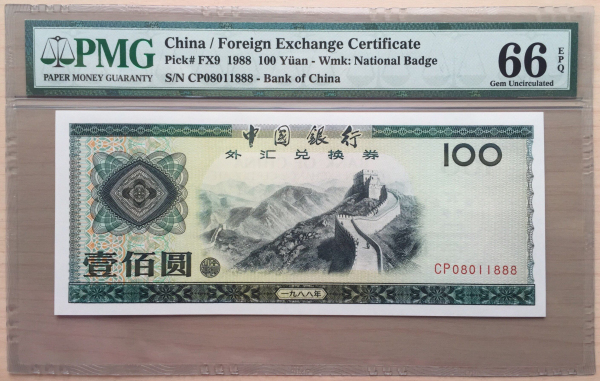 PMG
PAPER MONEY GUARANTY
China / Foreign Exchange Certificate
Pick# FX9 1988 100 Yüan - Wmk: National Badge
S/N CP08011888 - Bank of China
66 EPQ
Gem Uncirculated
中國銀行
外汇兑换券
100
壹佰圆
CP08011888
一九八八年